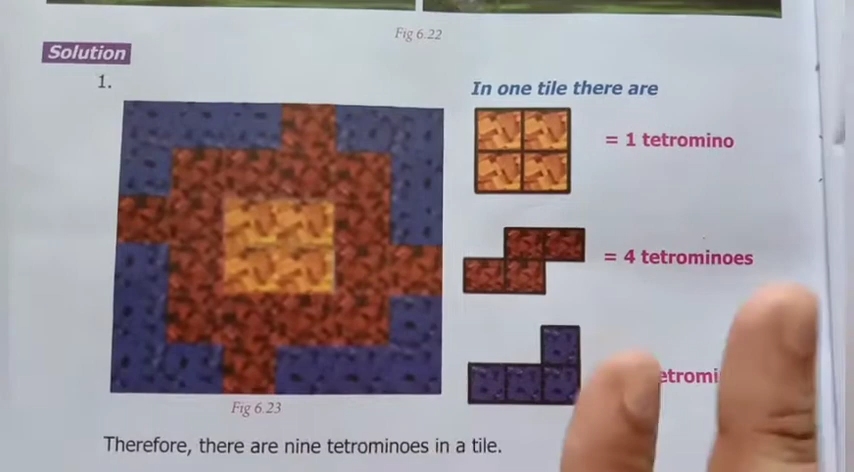 Fig 6.22
Solution
1.
In one tile there are
= 1 tetromino
= 4 tetrominoes
Fig 6.23
Therefore, there are nine tetrominoes in a tile.